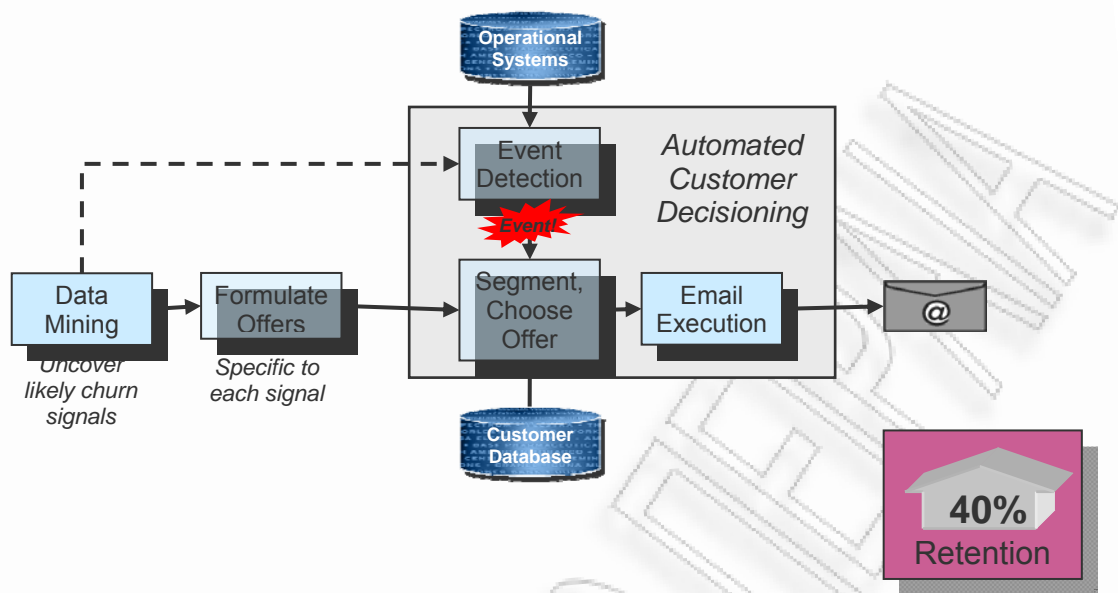 Operational
Systems
Event
Detection
Automated
Customer
Decisioning
Event!
Data
Mining
Formulate
Offers
Segment,
Choose
Offer
Email
Execution
@
Uncover
likely churn
signals
Specific to
each signal
Customer
Database
40%
Retention